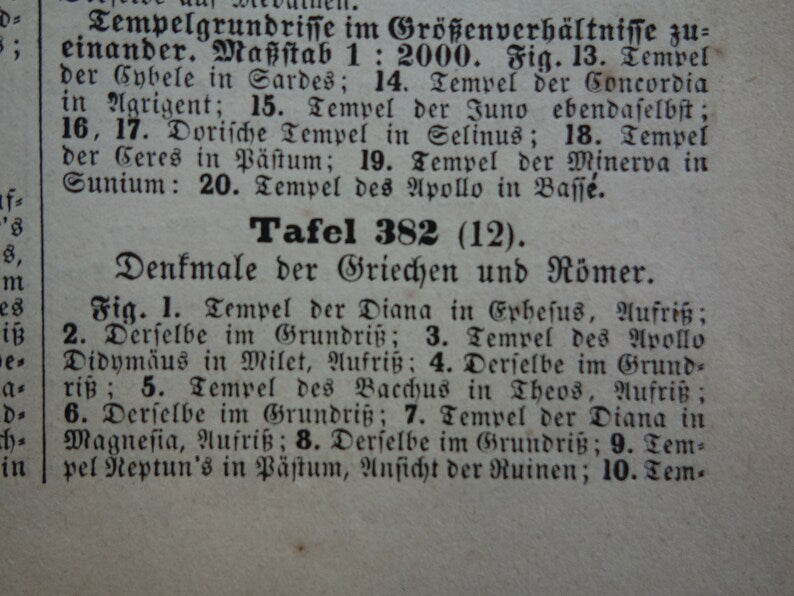 Tempelgrundrisse im Größenverhältnisse zu-
einander. Maßstab 1 : 2000. Fig. 13. Tempel
der Cybele in Sardes; 14. Tempel der Concordia
in Agrigent; 15. Tempel der Juno ebendaselbst;
16, 17. Dorische Tempel in Selinus; 18. Tempel
der Ceres in Pästum; 19. Tempel der Minerva in
Sunium: 20. Tempel des Apollo in Bassé.
Tafel 382 (12).
Denkmale der Griechen und Römer.
Fig. 1. Tempel der Diana in Ephesus, Aufriß;
2. Derselbe im Grundriß; 3. Tempel des Apollo
Didymäus in Milet, Aufriß; 4. Derselbe im Grund-
riß; 5. Tempel des Bacchus in Theos, Aufriß;
6. Derselbe im Grundriß; 7. Tempel der Diana in
Magnesia, Aufriß; 8. Derselbe im Grundriß; 9. Tem-
pel Neptun's in Pästum, Ansicht der Ruinen; 10. Tem-